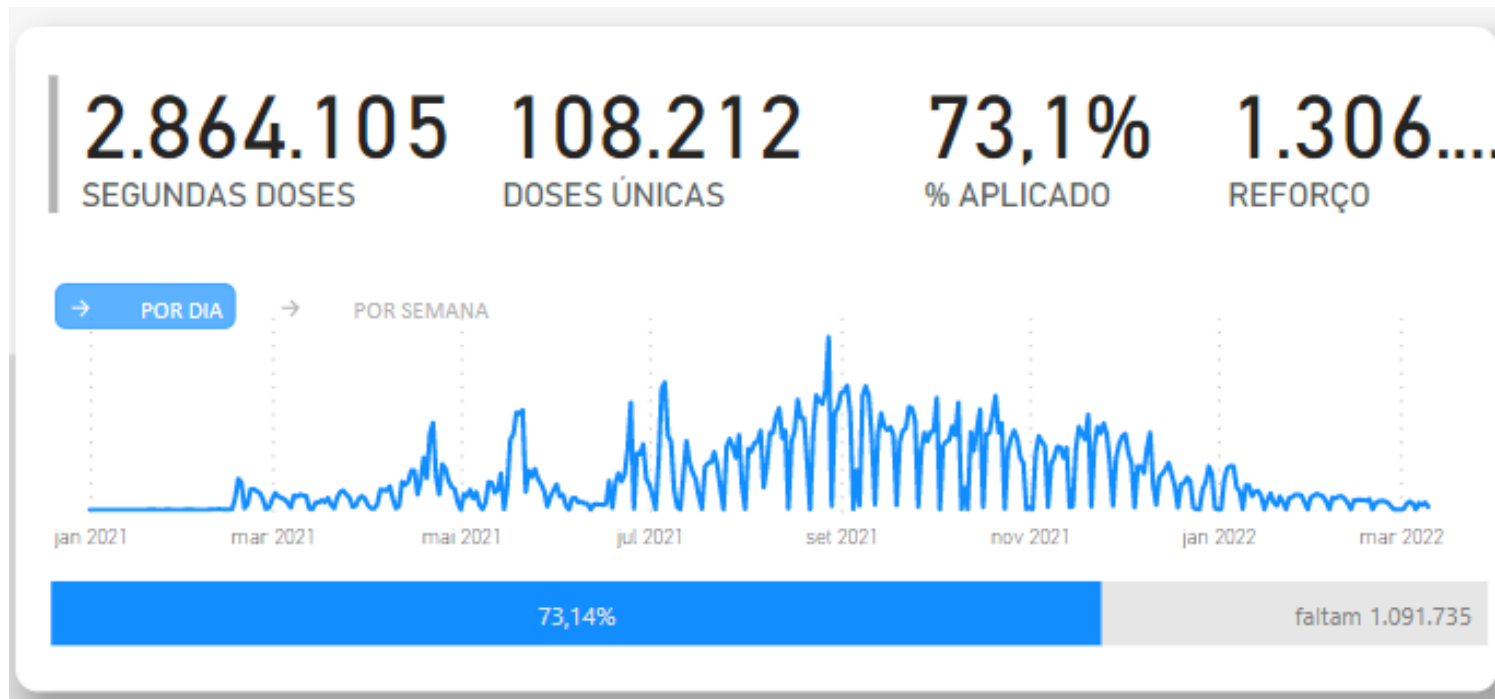 2.864.105 108.212 73,1% 1.306....
SEGUNDAS DOSES DOSES ÚNICAS % APLICADO REFORÇO
→ POR DIA → POR SEMANA
jan 2021 mar 2021 mai 2021 jul 2021 set 2021 nov 2021 jan 2022 mar 2022
73,14% faltam 1.091.735